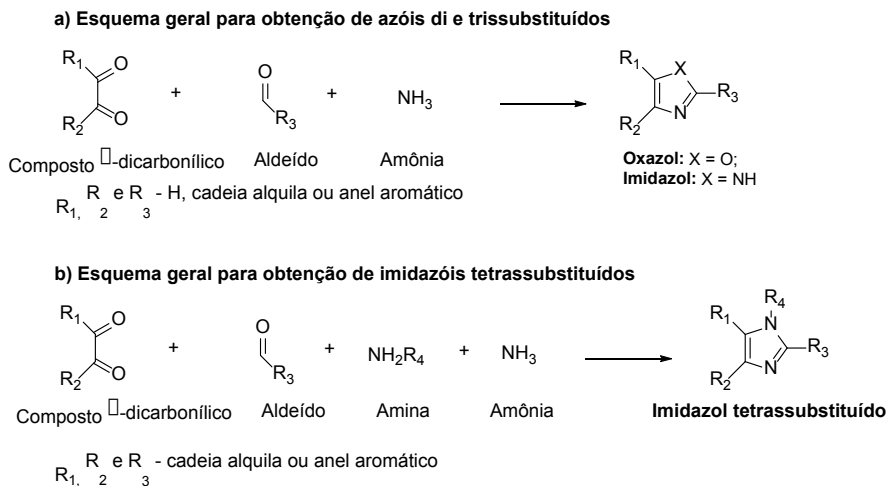 a) Esquema geral para obtenção de azóis di e trissubstituídos
R1 O O R2 + O R3 + NH3 R1 X R3 R2 N
Composto □-dicarbonílico Aldeído Amônia
Oxazol: X = O;
Imidazol: X = NH
R1, R2 e R3 - H, cadeia alquila ou anel aromático
b) Esquema geral para obtenção de imidazóis tetrassubstituídos
R1 O O R2 + O R3 + NH2R4 + NH3 R4 R1 N R3 R2 N
Composto □-dicarbonílico Aldeído Amina Amônia Imidazol tetrassubstituído
R1, R2 e R3 - cadeia alquila ou anel aromático